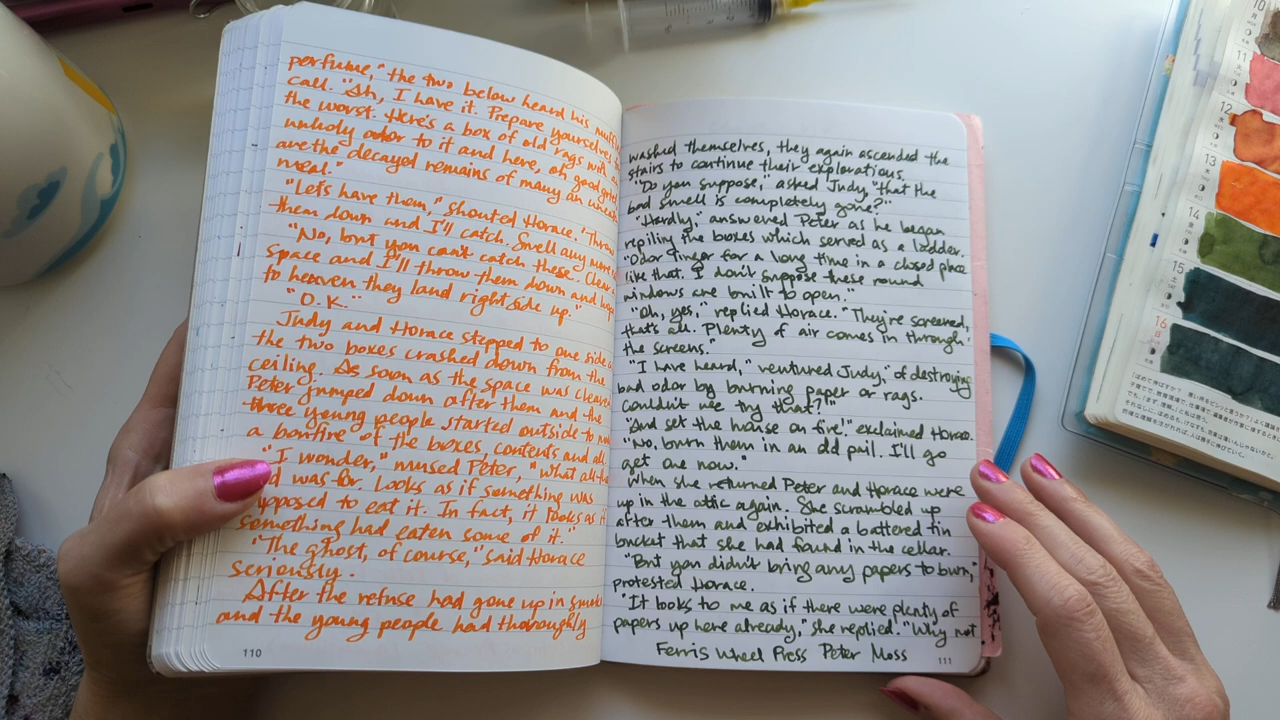 perfume," the two below heard his
call. "Ah, I have it. Prepare yourselves
the worst. Here's a box of old rags with
unholy odor to it and here, oh good
are the decayed remains of many an
meal."
"Let's have them," shouted Horace. "Throw
them down and I'll catch. Smell any
"No, but you can't catch these. Clear a
space and I'll throw them down and hope
to heaven they land right side up."
"O.K."
Judy and Horace stepped to one side
the two boxes crashed down from the
ceiling. As soon as the space was cleared
Peter jumped down after them and the
three young people started outside to
a bonfire of the boxes, contents and all.
"I wonder," mused Peter, "what all
was for. Looks as if something was
supposed to eat it. In fact, it looks as if
something had eaten some of it."
"The ghost, of course," said Horace
seriously.
After the refuse had gone up in smoke
and the young people had thoroughly
110
washed themselves, they again ascended the
stairs to continue their explorations.
"Do you suppose," asked Judy, "that the
bad smell is completely gone?"
"Hardly," answered Peter as he began
repiling the boxes which served as a ladder.
"Odor linger for a long time in a closed place
like that. I don't suppose these round
windows are built to open."
"Oh, yes," replied Horace. "They're screened,
that's all. Plenty of air comes in through
the screens."
"I have heard," ventured Judy, "of destroying
bad odor by burning paper or rags.
Couldn't we try that?"
"And set the house on fire!" exclaimed Horace.
"No, burn them in an old pail. I'll go
get one now."
When she returned Peter and Horace were
up in the attic again. She scrambled up
after them and exhibited a battered tin
bucket that she had found in the cellar.
"But you didn't bring any papers to burn,"
protested Horace.
"It looks to me as if there were plenty of
papers up here already," she replied. "Why not
Ferris Wheel Press Peter Moss
111
10
11
12
13
14
15
16